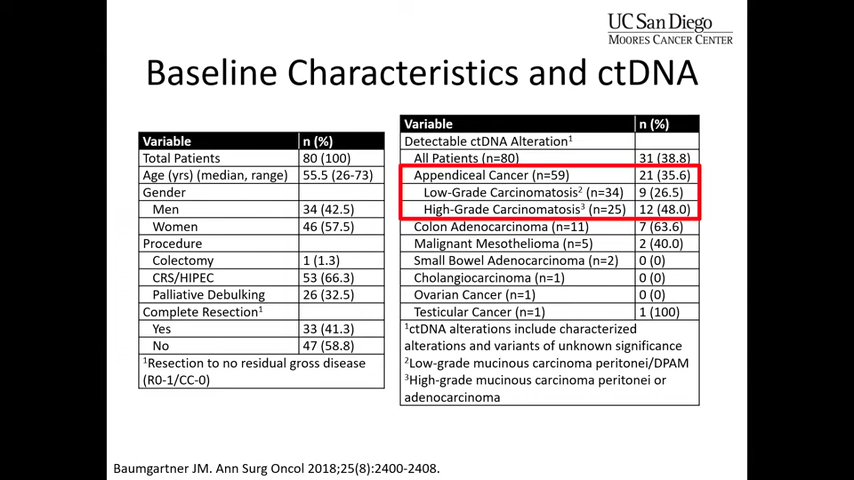 UC San Diego
MOORES CANCER CENTER
Baseline Characteristics and ctDNA
Variable n (%)
Total Patients 80 (100)
Age (yrs) (median, range) 55.5 (26-73)
Gender
Men 34 (42.5)
Women 46 (57.5)
Procedure
Colectomy 1 (1.3)
CRS/HIPEC 53 (66.3)
Palliative Debulking 26 (32.5)
Complete Resection¹
Yes 33 (41.3)
No 47 (58.8)
¹Resection to no residual gross disease
(R0-1/CC-0)
Variable n (%)
Detectable ctDNA Alteration¹
All Patients (n=80) 31 (38.8)
Appendiceal Cancer (n=59) 21 (35.6)
Low-Grade Carcinomatosis² (n=34) 9 (26.5)
High-Grade Carcinomatosis³ (n=25) 12 (48.0)
Colon Adenocarcinoma (n=11) 7 (63.6)
Malignant Mesothelioma (n=5) 2 (40.0)
Small Bowel Adenocarcinoma (n=2) 0 (0)
Cholangiocarcinoma (n=1) 0 (0)
Ovarian Cancer (n=1) 0 (0)
Testicular Cancer (n=1) 1 (100)
¹ctDNA alterations include characterized
alterations and variants of unknown significance
²Low-grade mucinous carcinoma peritonei/DPAM
³High-grade mucinous carcinoma peritonei or
adenocarcinoma
Baumgartner JM. Ann Surg Oncol 2018;25(8):2400-2408.